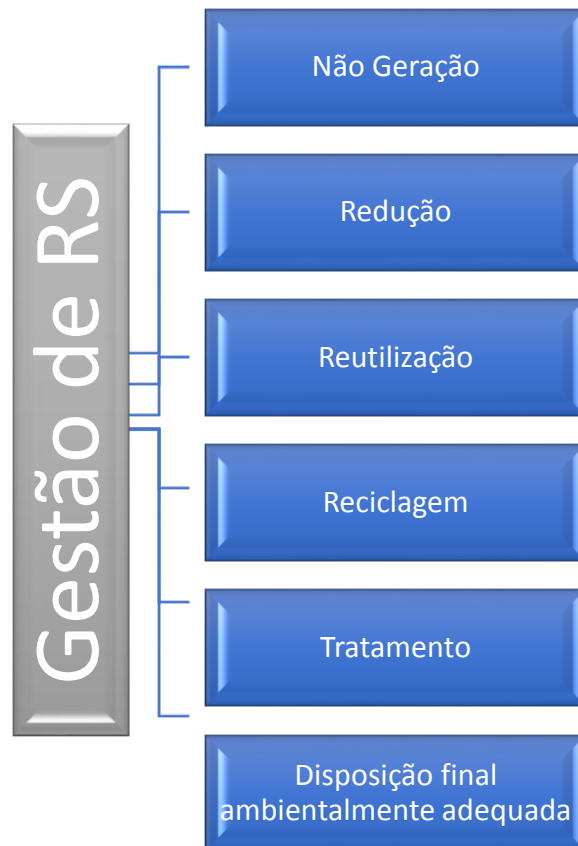 Gestão de RS
Não Geração
Redução
Reutilização
Reciclagem
Tratamento
Disposição final
ambientalmente adequada